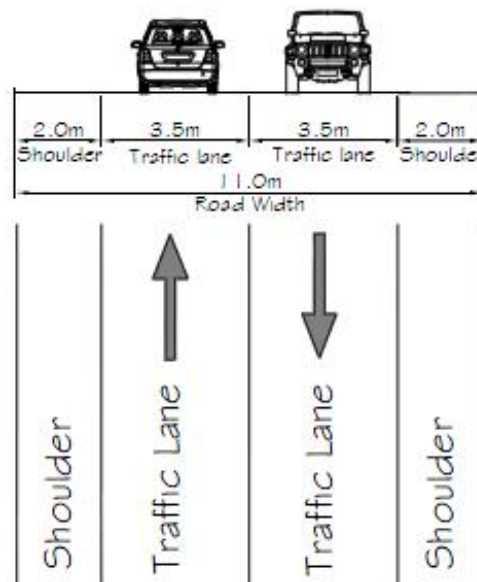 2.0m 3.5m 3.5m 2.0m
Shoulder Traffic lane Traffic lane Shoulde
11.0m
Road Width
Shoulder
Traffic Lane
Traffic Lane
Shoulder